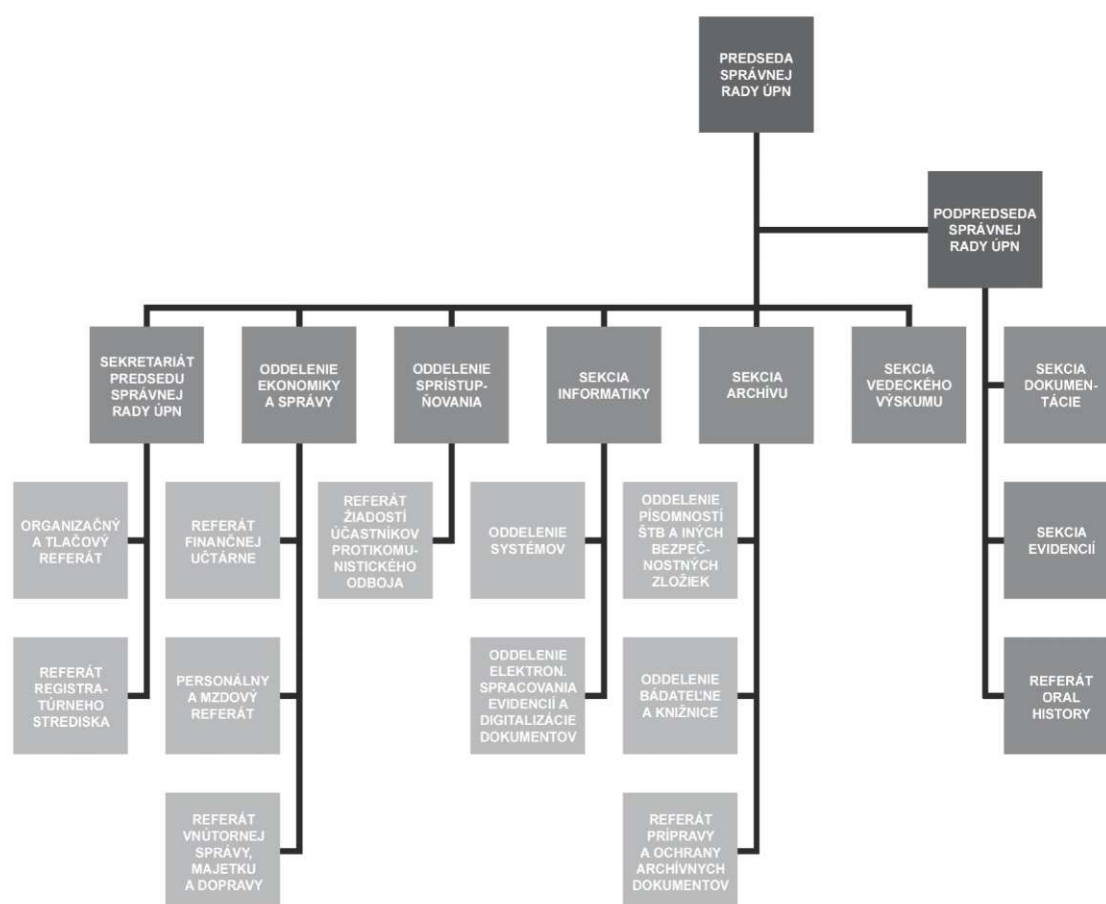 PREDSEDA
SPRÁVNEJ
RADY ÚPN
PODPREDSEDA
SPRÁVNEJ
RADY ÚPN
SEKRETARIÁT
PREDSEDU
SPRÁVNEJ
RADY ÚPN
ODDELENIE
EKONOMIKY
A SPRÁVY
ODDELENIE
SPRÍSTUP-
ŇOVANIA
SEKCIA
INFORMATIKY
SEKCIA
ARCHÍVU
SEKCIA
VEDECKÉHO
VÝSKUMU
SEKCIA
DOKUMEN-
TÁCIE
ORGANIZAČNÝ
A TLAČOVÝ
REFERÁT
REFERÁT
FINANČNEJ
UČTÁRNE
REFERÁT
ŽIADOSTÍ
ÚČASTNÍKOV
PROTIKOMU-
NISTICKÉHO
ODBOJA
ODDELENIE
SYSTÉMOV
ODDELENIE
PÍSOMNOSTÍ
ŠTB A INÝCH
BEZPEČ-
NOSTNÝCH
ZLOŽIEK
SEKCIA
EVIDENCIÍ
REFERÁT
REGISTRA-
TÚRNEHO
STREDISKA
PERSONÁLNY
A MZDOVÝ
REFERÁT
ODDELENIE
ELEKTRON.
SPRACOVANIA
EVIDENCIÍ A
DIGITALIZÁCIE
DOKUMENTOV
ODDELENIE
BÁDATEĽNE
A KNIŽNICE
REFERÁT
ORAL
HISTORY
REFERÁT
VNÚTORNEJ
SPRÁVY,
MAJETKU
A DOPRAVY
REFERÁT
PRÍPRAVY
A OCHRANY
ARCHÍVNYCH
DOKUMENTOV